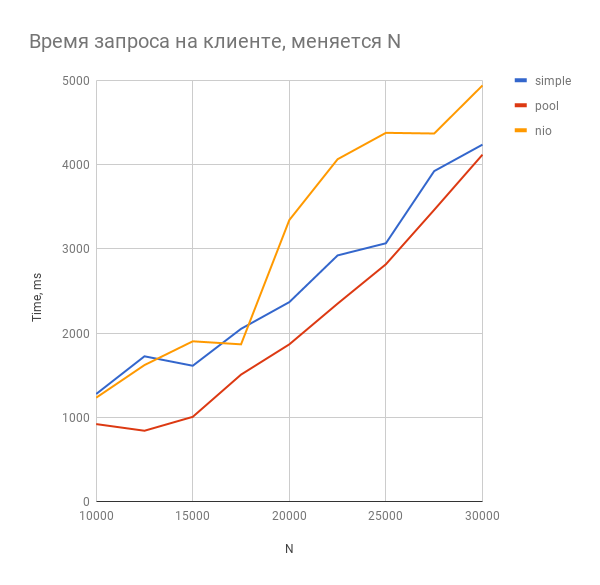 Время запроса на клиенте, меняется N
simple
pool
nio
5000
4000
3000
2000
1000
0
Time, ms
10000 15000 20000 25000 30000
N